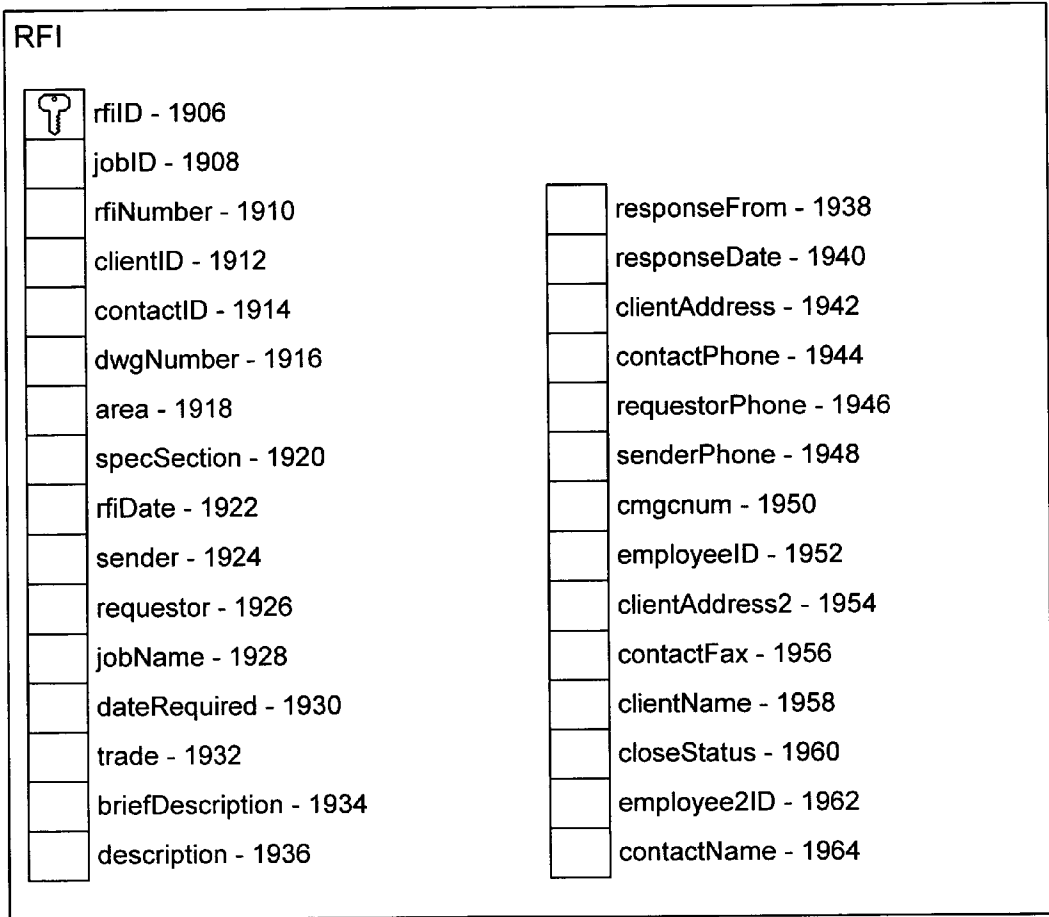 RFI
rfiID - 1906
jobID - 1908
rfiNumber - 1910
clientID - 1912
contactID - 1914
dwgNumber - 1916
area - 1918
specSection - 1920
rfiDate - 1922
sender - 1924
requestor - 1926
jobName - 1928
dateRequired - 1930
trade - 1932
briefDescription - 1934
description - 1936
responseFrom - 1938
responseDate - 1940
clientAddress - 1942
contactPhone - 1944
requestorPhone - 1946
senderPhone - 1948
cmgcnum - 1950
employeeID - 1952
clientAddress2 - 1954
contactFax - 1956
clientName - 1958
closeStatus - 1960
employee2ID - 1962
contactName - 1964